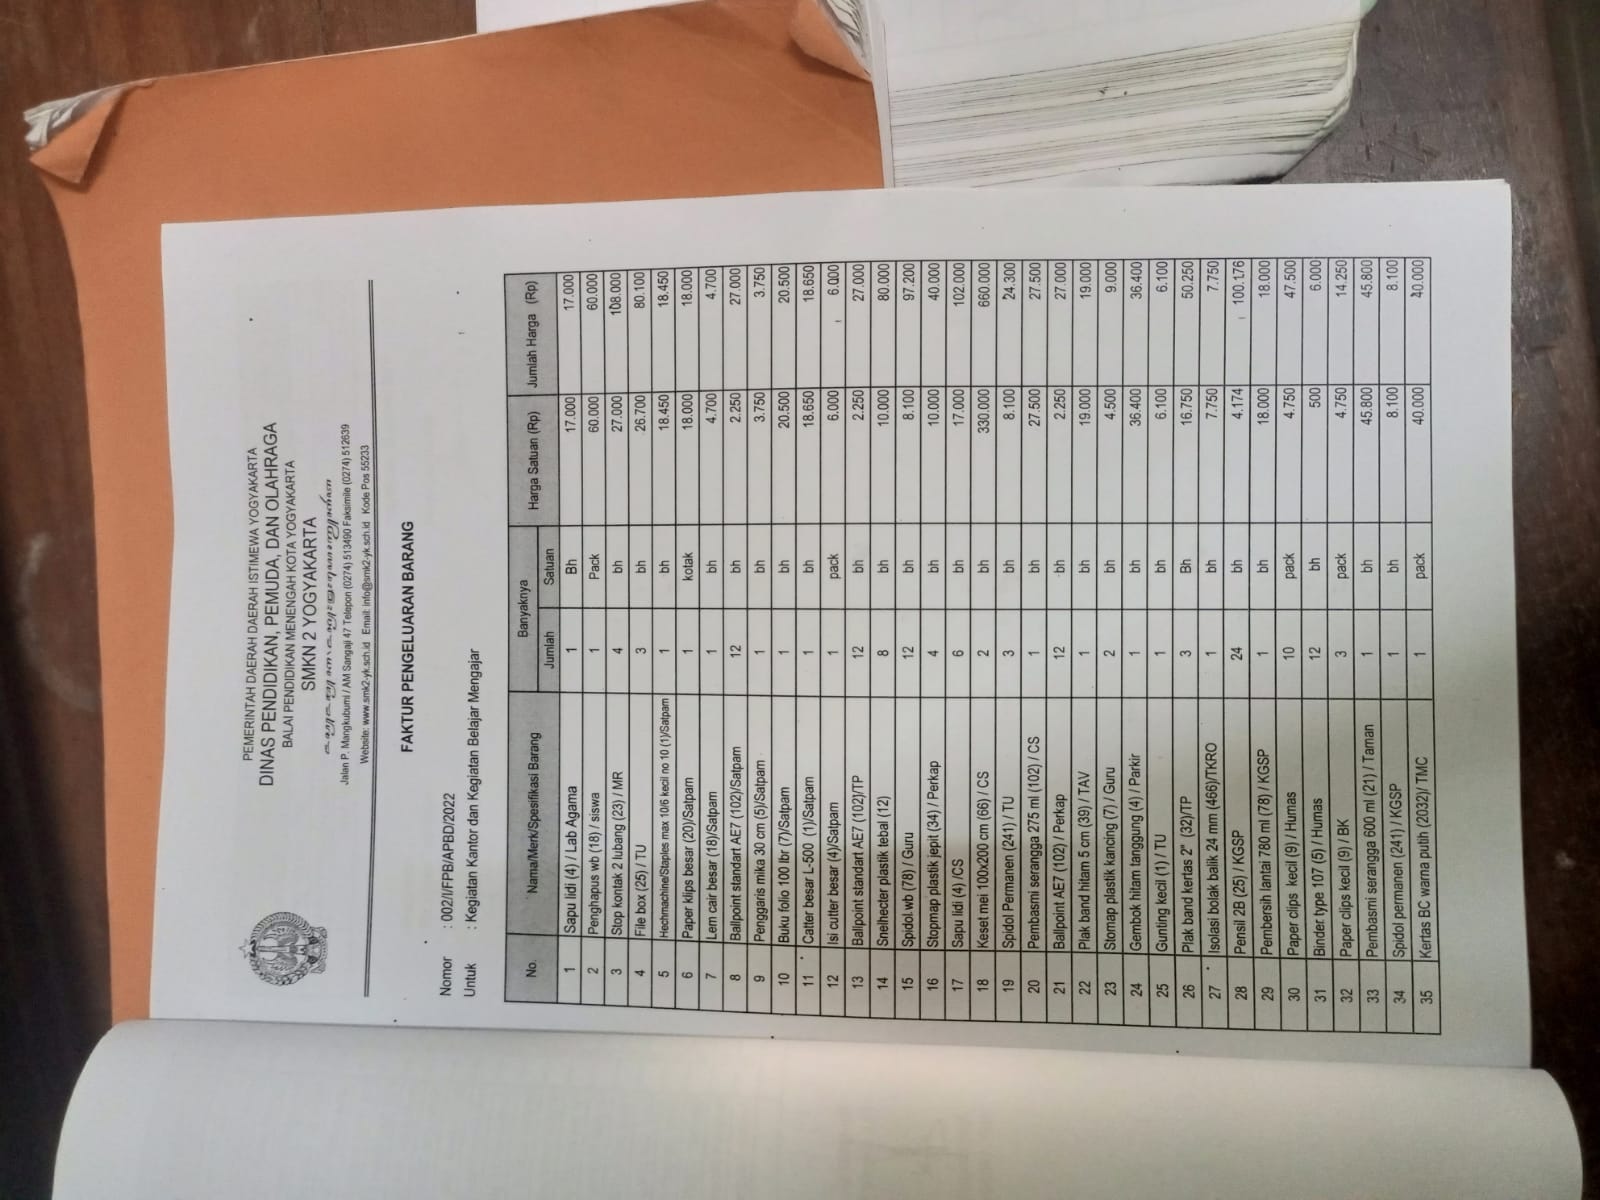 PEMERINTAH DAERAH DAERAH ISTIMEWA YOGYAKARTA
DINAS PENDIDIKAN, PEMUDA, DAN OLAHRAGA
BALAI PENDIDIKAN MENENGAH KOTA YOGYAKARTA
SMKN 2 YOGYAKARTA
Jalan P. Mangkubumi / AM Sangaji 47 Telepon (0274) 513490 Faksimile (0274) 512639
Website: www.smk2-yk.sch.id Email: info@smk2-yk.sch.id Kode Pos 55233
FAKTUR PENGELUARAN BARANG
Nomor : 002/I/FPB/APBD/2022
Untuk : Kegiatan Kantor dan Kegiatan Belajar Mengajar
No. Nama/Merk/Spesifikasi Barang Banyaknya Harga Satuan (Rp) Jumlah Harga (Rp)
Jumlah Satuan
1 Sapu lidi (4) / Lab Agama 1 Bh 17.000 17.000
2 Penghapus wb (18) / siswa 1 Pack 60.000 60.000
3 Stop kontak 2 lubang (23) / MR 4 bh 27.000 108.000
4 File box (25) / TU 3 bh 26.700 80.100
5 Hechmachine/Staples max 10/6 kecil no 10 (1)/Satpam 1 bh 18.450 18.450
6 Paper klips besar (20)/Satpam 1 kotak 18.000 18.000
7 Lem cair besar (18)/Satpam 1 bh 4.700 4.700
8 Ballpoint standart AE7 (102)/Satpam 12 bh 2.250 27.000
9 Penggaris mika 30 cm (5)/Satpam 1 bh 3.750 3.750
10 Buku folio 100 lbr (7)/Satpam 1 bh 20.500 20.500
11 Catter besar L-500 (1)/Satpam 1 bh 18.650 18.650
12 Isi cutter besar (4)/Satpam 1 pack 6.000 6.000
13 Ballpoint standart AE7 (102)/TP 12 bh 2.250 27.000
14 Snelhecter plastik tebal (12) 8 bh 10.000 80.000
15 Spidol.wb (78) / Guru 12 bh 8.100 97.200
16 Stopmap plastik jepit (34) / Perkap 4 bh 10.000 40.000
17 Sapu lidi (4) /CS 6 bh 17.000 102.000
18 Keset mei 100x200 cm (66) / CS 2 bh 330.000 660.000
19 Spidol Permanen (241) / TU 3 bh 8.100 24.300
20 Pembasmi serangga 275 ml (102) / CS 1 bh 27.500 27.500
21 Ballpoint AE7 (102) / Perkap 12 bh 2.250 27.000
22 Plak band hitam 5 cm (39) / TAV 1 bh 19.000 19.000
23 Stomap plastik kancing (7) / Guru 2 bh 4.500 9.000
24 Gembok hitam tanggung (4) / Parkir 1 bh 36.400 36.400
25 Gunting kecil (1) / TU 1 bh 6.100 6.100
26 Plak band kertas 2" (32)/TP 3 Bh 16.750 50.250
27 Isolasi bolak balik 24 mm (466)/TKRO 1 bh 7.750 7.750
28 Pensil 2B (25) / KGSP 24 bh 4.174 100.176
29 Pembersih lantai 780 ml (78) / KGSP 1 bh 18.000 18.000
30 Paper clips kecil (9) / Humas 10 pack 4.750 47.500
31 Binder type 107 (5) / Humas 12 bh 500 6.000
32 Paper clips kecil (9) / BK 3 pack 4.750 14.250
33 Pembasmi serangga 600 ml (21) / Taman 1 bh 45.800 45.800
34 Spidol permanen (241) / KGSP 1 bh 8.100 8.100
35 Kertas BC warna putih (2032)/ TMC 1 pack 40.000 40.000